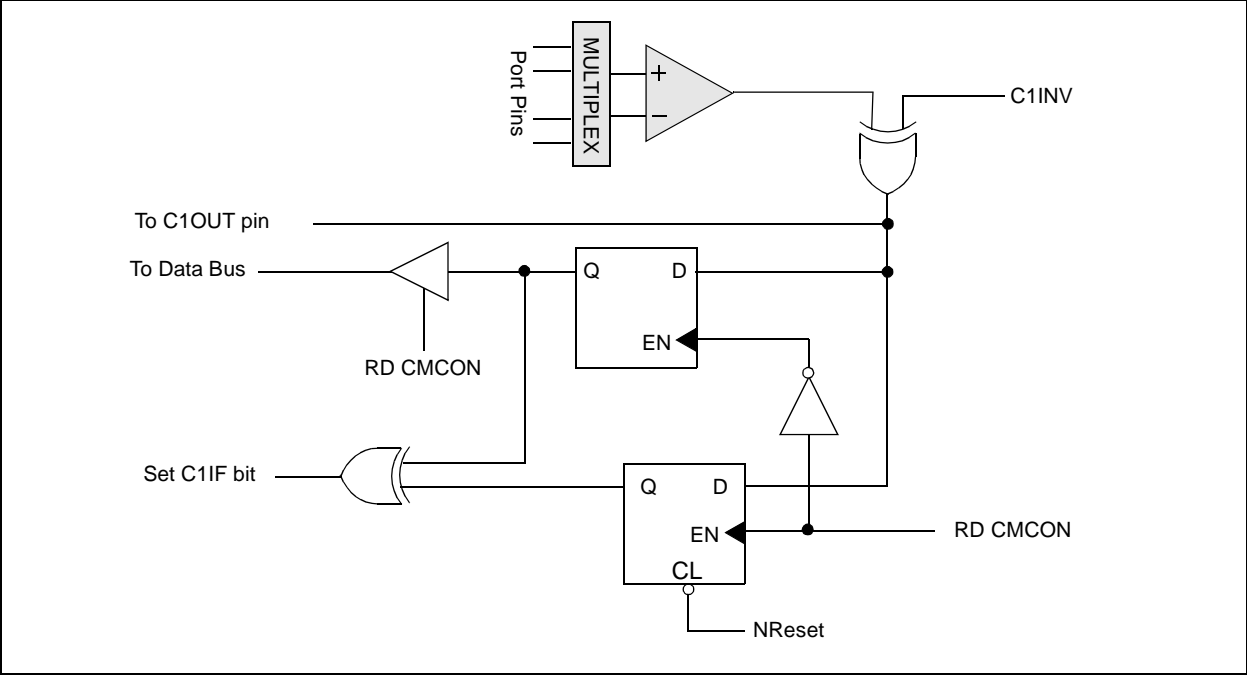 Port Pins
MULTIPLEX
+
−
C1INV
To C1OUT pin
To Data Bus
Q
D
EN
RD CMCON
Set C1IF bit
Q
D
EN
RD CMCON
CL
NReset